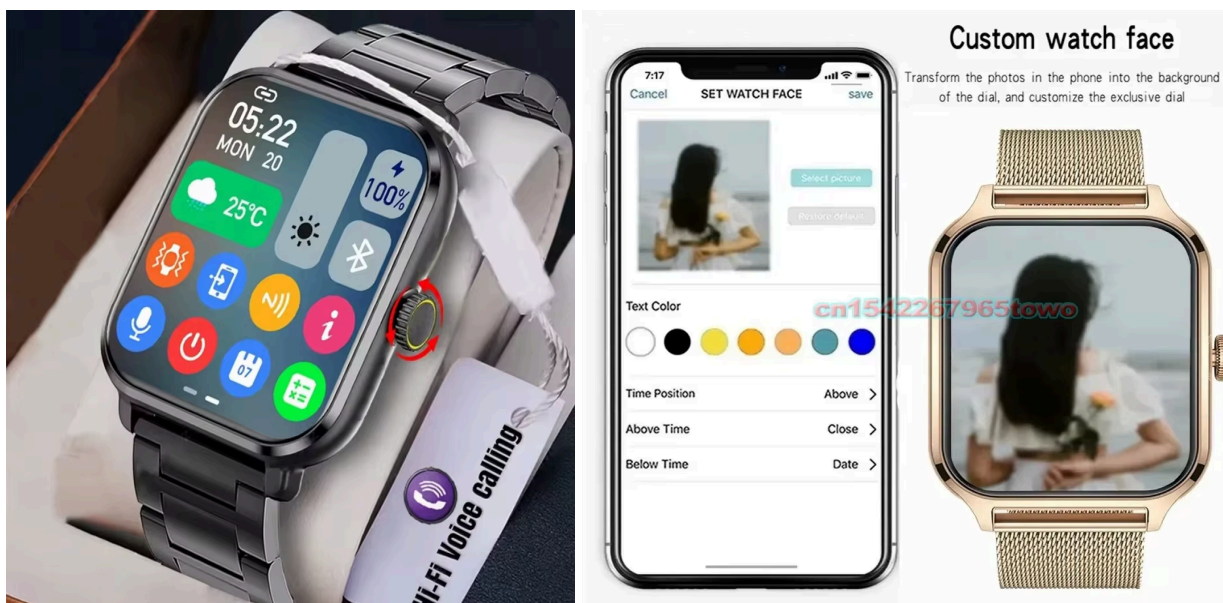 05:22
MON 20
100%
25°C
07
Hi-Fi Voice calling
7:17
Cancel
SET WATCH FACE
save
Select picture
Restore default
Text Color
Time Position
Above
Above Time
Close
Below Time
Date
Custom watch face
Transform the photos in the phone into the background
of the dial, and customize the exclusive dial
cn1542267965towo